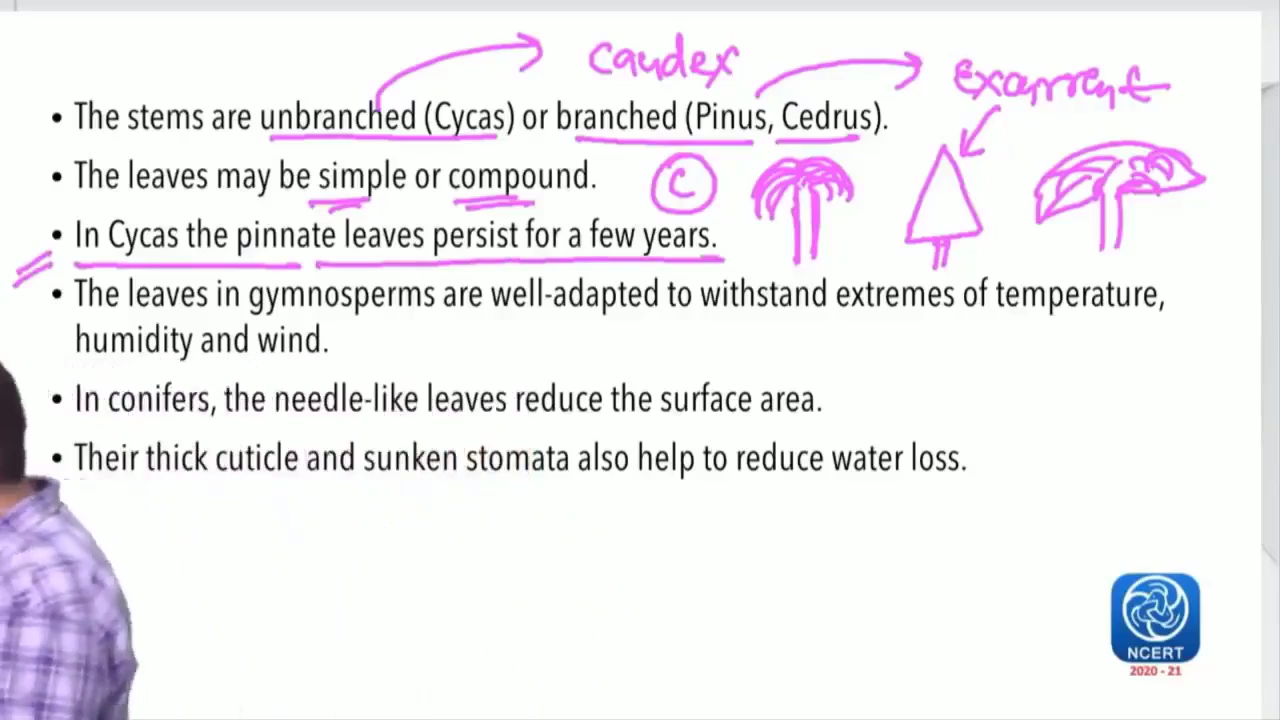 caudex
excurrent
• The stems are unbranched (Cycas) or branched (Pinus, Cedrus).
• The leaves may be simple or compound.
C
• In Cycas the pinnate leaves persist for a few years.
• The leaves in gymnosperms are well-adapted to withstand extremes of temperature,
humidity and wind.
• In conifers, the needle-like leaves reduce the surface area.
• Their thick cuticle and sunken stomata also help to reduce water loss.
NCERT
2020 - 21